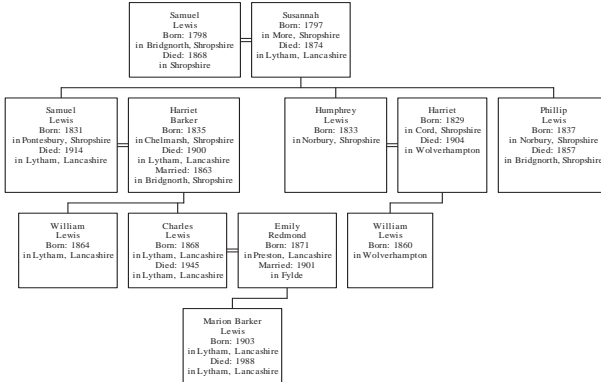 Samuel
Lewis
Born: 1798
in Bridgnorth, Shropshire
Died: 1868
in Shropshire
Susannah
Born: 1797
in More, Shropshire
Died: 1874
in Lytham, Lancashire
Samuel
Lewis
Born: 1831
in Pontesbury, Shropshire
Died: 1914
in Lytham, Lancashire
Harriet
Barker
Born: 1835
in Chelmarsh, Shropshire
Died: 1900
in Lytham, Lancashire
Married: 1863
in Bridgnorth, Shropshire
Humphrey
Lewis
Born: 1833
in Norbury, Shropshire
Harriet
Born: 1829
in Cord, Shropshire
Died: 1904
in Wolverhampton
Phillip
Lewis
Born: 1837
in Norbury, Shropshire
Died: 1857
in Bridgnorth, Shropshire
William
Lewis
Born: 1864
in Lytham, Lancashire
Charles
Lewis
Born: 1868
in Lytham, Lancashire
Died: 1945
in Lytham, Lancashire
Emily
Redmond
Born: 1871
in Preston, Lancashire
Married: 1901
in Fylde
William
Lewis
Born: 1860
in Wolverhampton
Marion Barker
Lewis
Born: 1903
in Lytham, Lancashire
Died: 1988
in Lytham, Lancashire